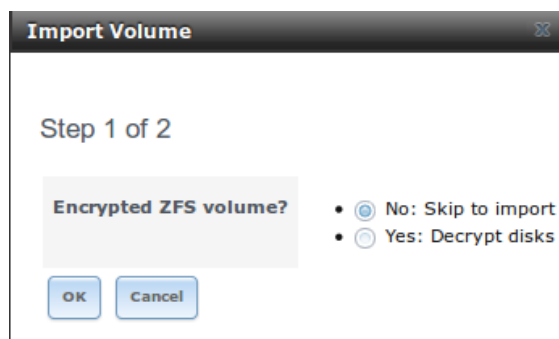 Import Volume
Step 1 of 2
Encrypted ZFS volume?
No: Skip to import
Yes: Decrypt disks
OK
Cancel